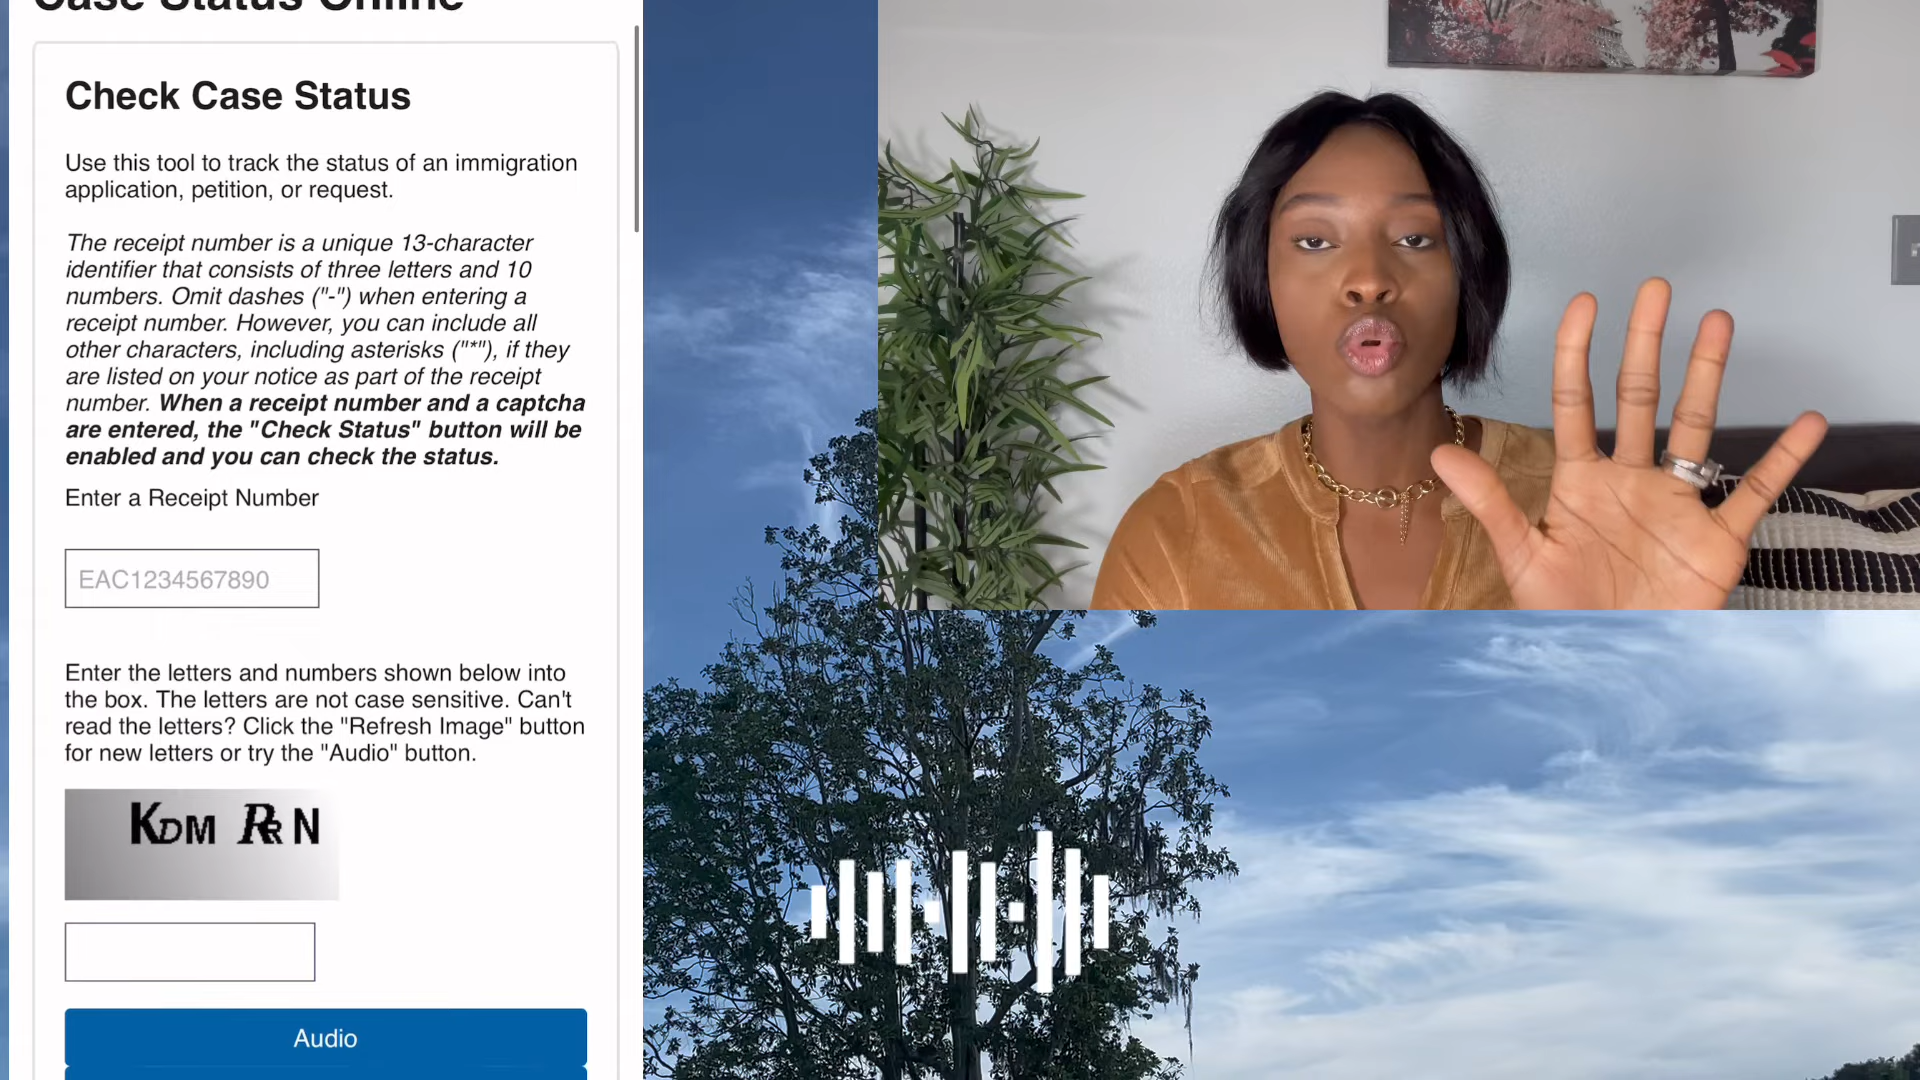 Case Status Online
Check Case Status
Use this tool to track the status of an immigration
application, petition, or request.
The receipt number is a unique 13-character
identifier that consists of three letters and 10
numbers. Omit dashes ("-") when entering a
receipt number. However, you can include all
other characters, including asterisks ("*"), if they
are listed on your notice as part of the receipt
number. When a receipt number and a captcha
are entered, the "Check Status" button will be
enabled and you can check the status.
Enter a Receipt Number
EAC1234567890
Enter the letters and numbers shown below into
the box. The letters are not case sensitive. Can't
read the letters? Click the "Refresh Image" button
for new letters or try the "Audio" button.
KDM RRN
Audio